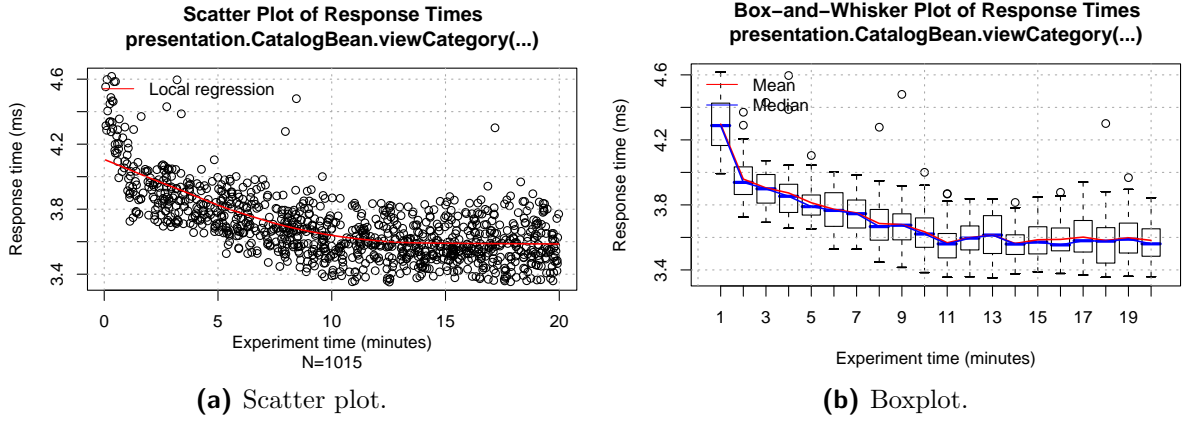 Scatter Plot of Response Times
presentation.CatalogBean.viewCategory(...)
Response time (ms)
4.6
4.2
3.8
3.4
Local regression
0 5 10 15 20
Experiment time (minutes)
N=1015
(a) Scatter plot.
Box−and−Whisker Plot of Response Times
presentation.CatalogBean.viewCategory(...)
Response time (ms)
4.6
4.2
3.8
3.4
Mean
Median
1 3 5 7 9 11 13 15 17 19
Experiment time (minutes)
(b) Boxplot.